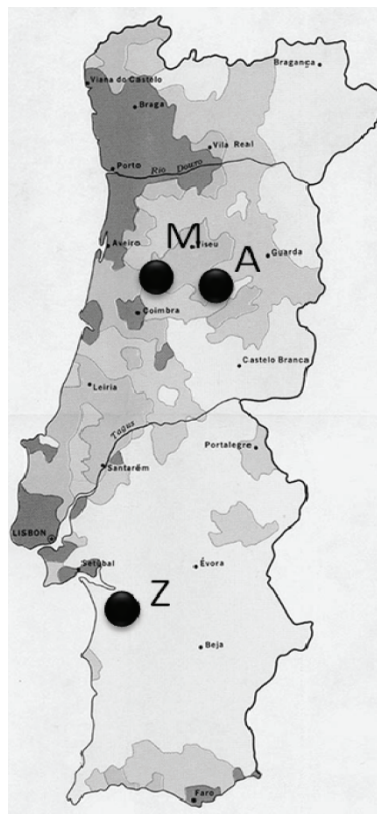 Bragança
Viana do Castelo
Braga
Vila Real
Porto
Rio Douro
M
Aveiro
Viseu
A
Guarda
Coimbra
Castelo Branco
Leiria
Tagus
Portalegre
Santarém
LISBON
Setúbal
Évora
Z
Beja
Faro